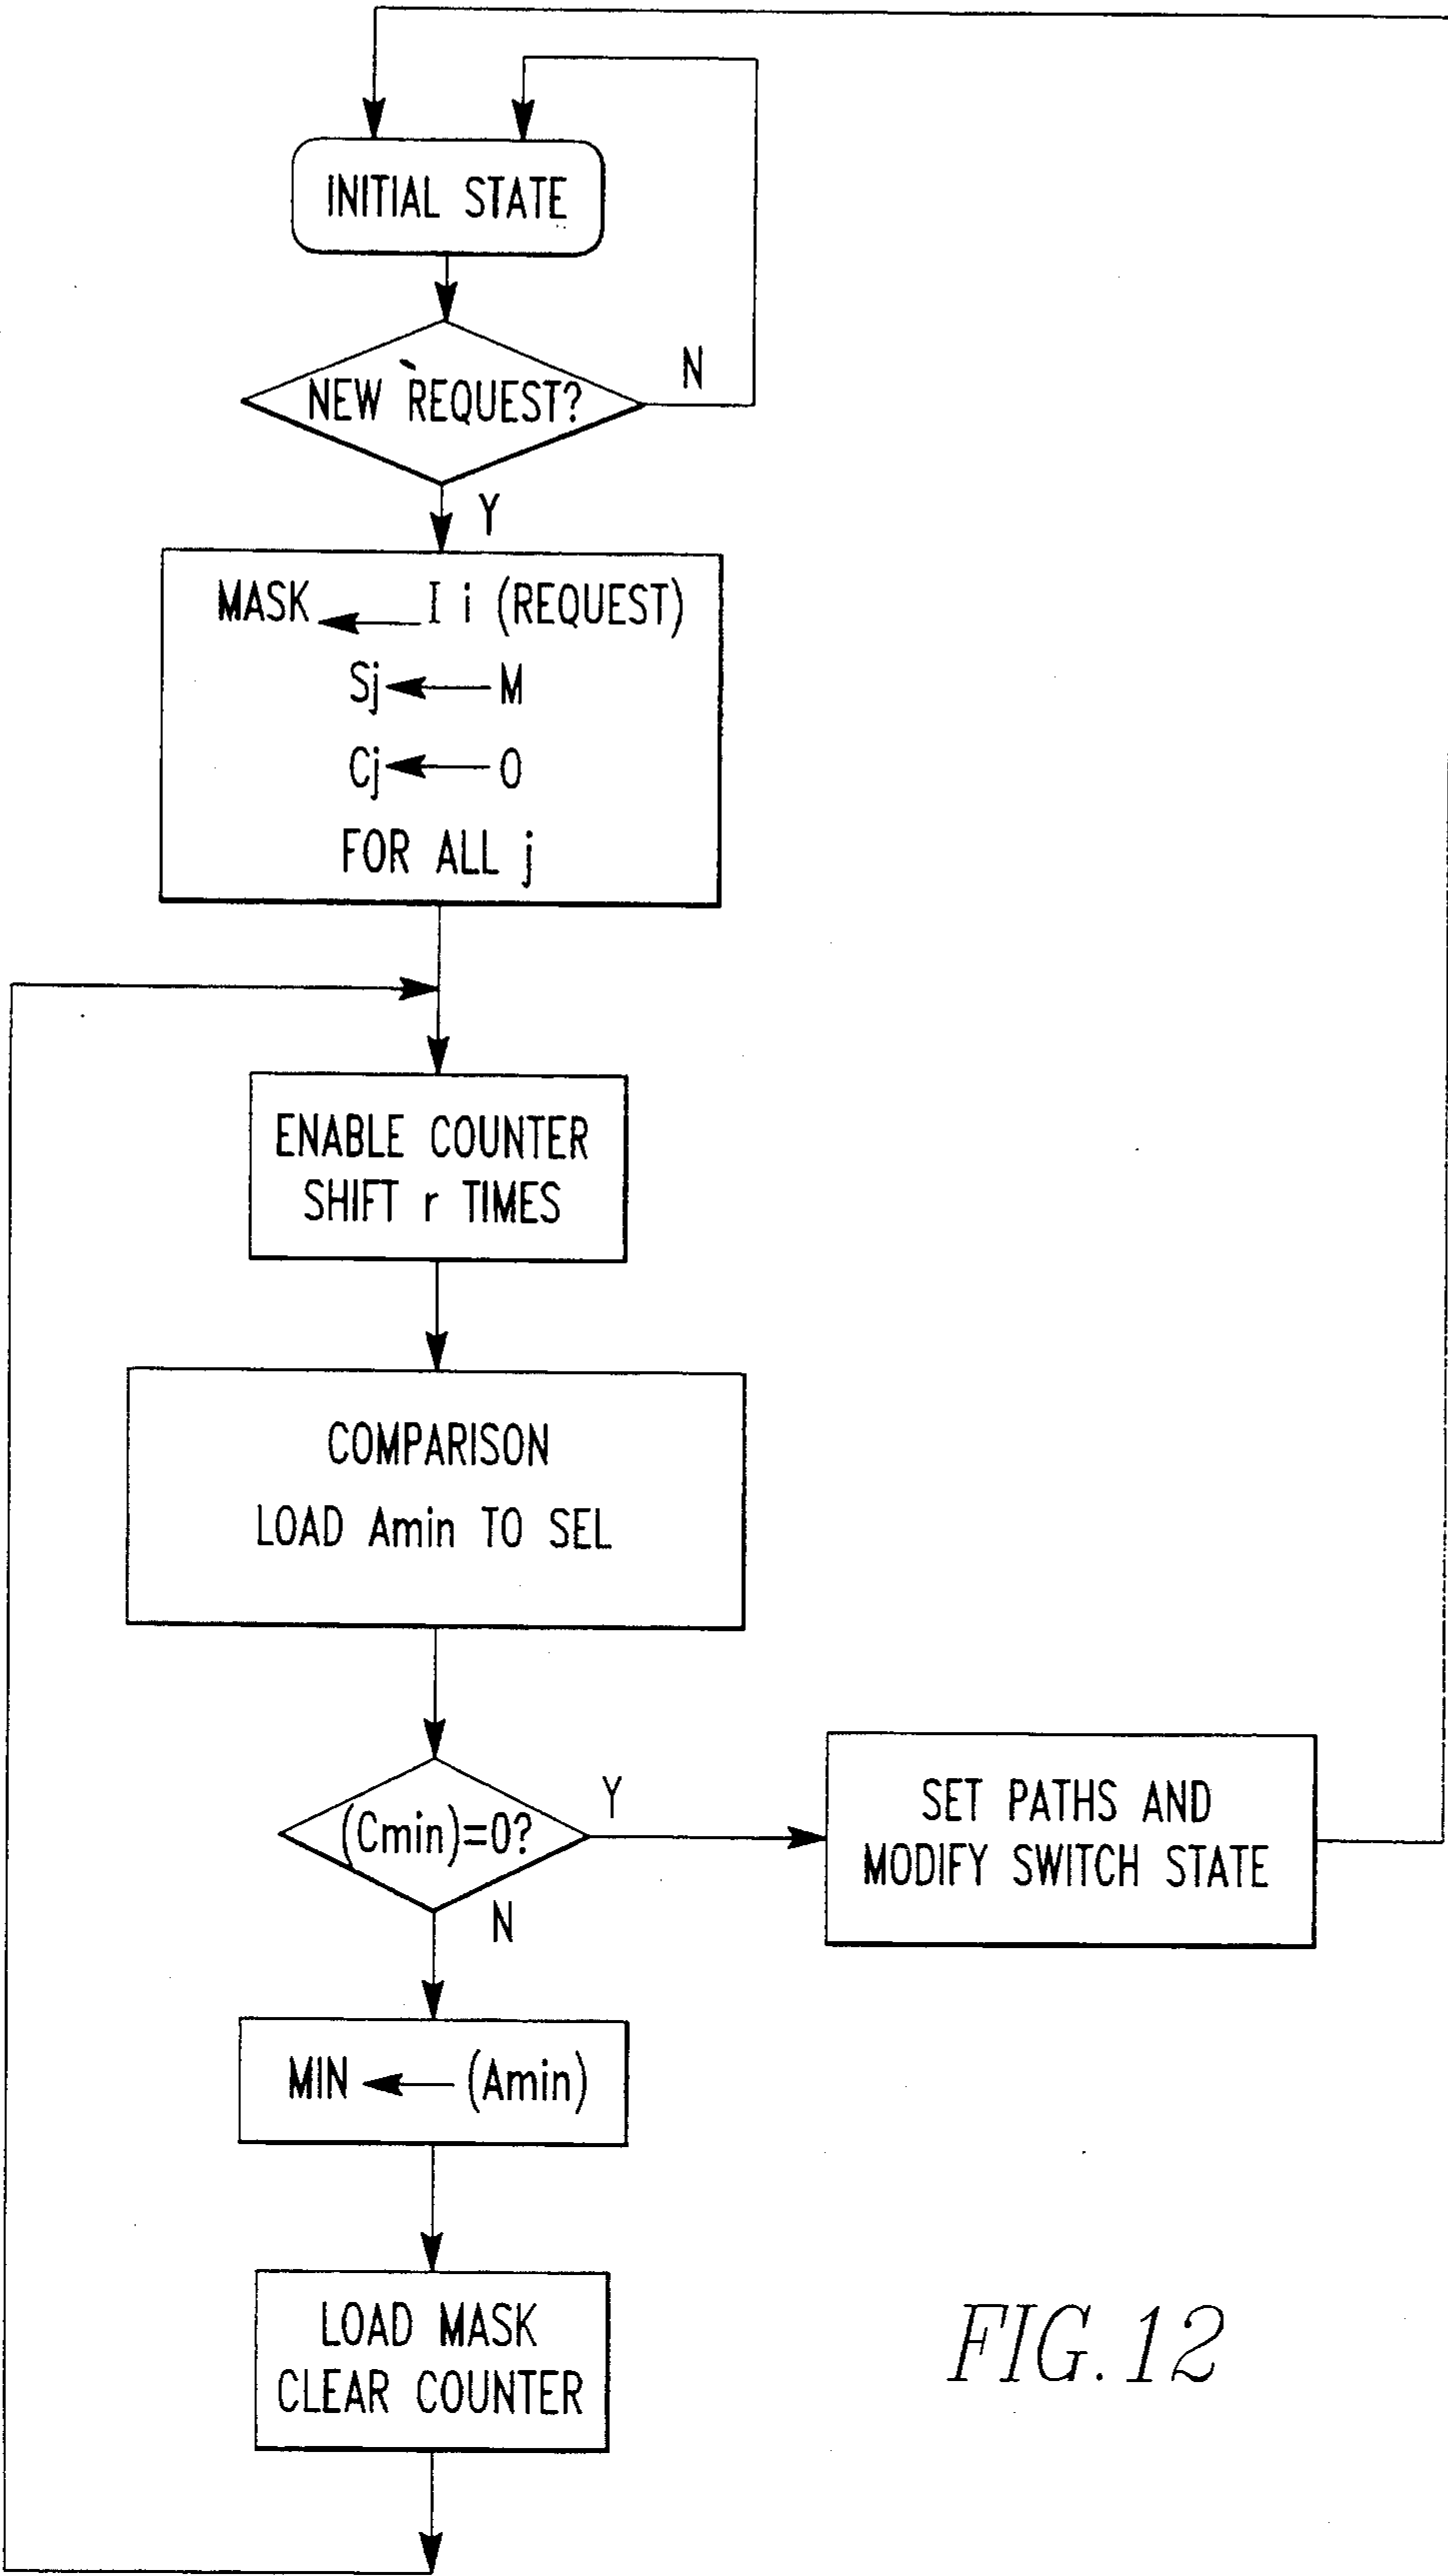 INITIAL STATE
NEW REQUEST?
N
Y
MASK ← I i (REQUEST)
Sj ← M
Cj ← 0
FOR ALL j
ENABLE COUNTER
SHIFT r TIMES
COMPARISON
LOAD Amin TO SEL
(Cmin)=0?
Y
N
SET PATHS AND
MODIFY SWITCH STATE
MIN ← (Amin)
LOAD MASK
CLEAR COUNTER
FIG. 12